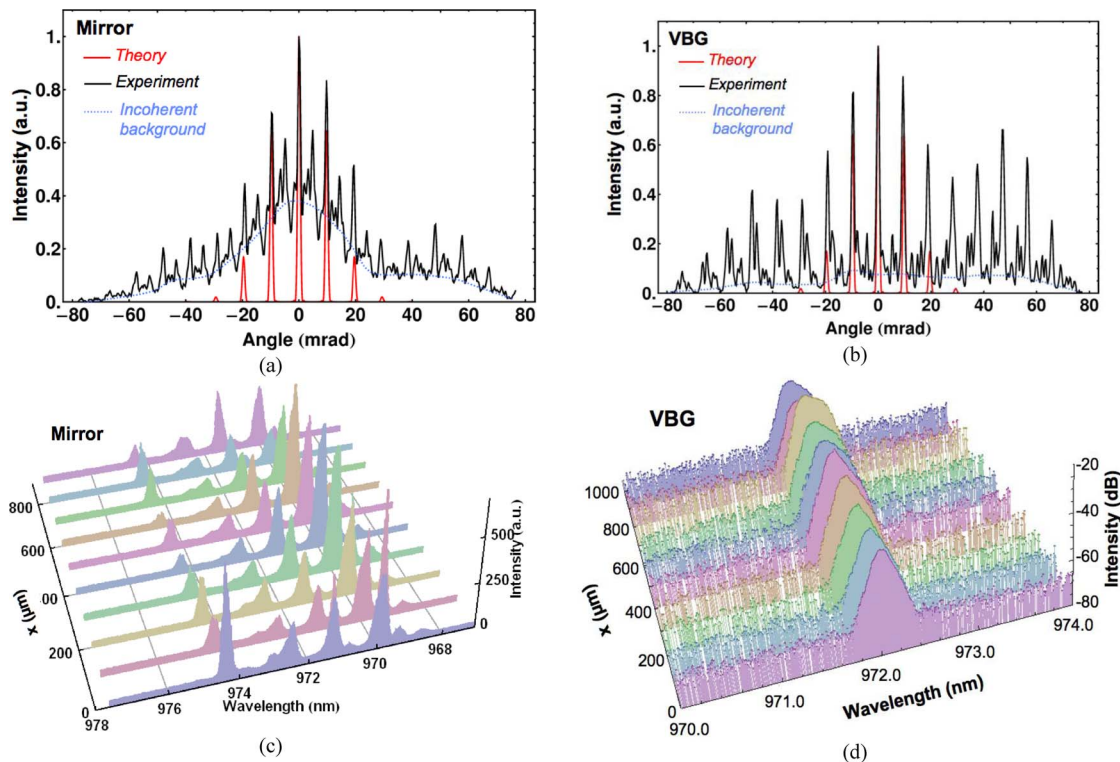 Mirror
Theory
Experiment
Incoherent
background
Intensity (a.u.)
1.
0.8
0.6
0.4
0.2
0.
−80 −60 −40 −20 0 20 40 60 80
Angle (mrad)
(a)
VBG
Theory
Experiment
Incoherent
background
Intensity (a.u.)
1.
0.8
0.6
0.4
0.2
0.
−80 −60 −40 −20 0 20 40 60 80
Angle (mrad)
(b)
Mirror
800
600
00
200
0
x (µm)
978
976
974
972
970
968
Wavelength (nm)
500
250
0
Intensity (a.u.)
(c)
VBG
1000
800
600
400
200
0
x (µm)
970.0
971.0
972.0
973.0
974.0
Wavelength (nm)
-20
-40
-60
-80
Intensity (dB)
(d)